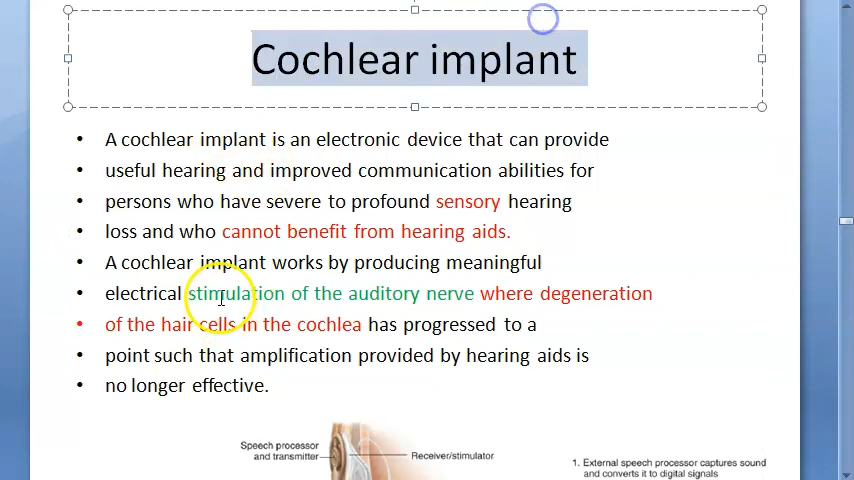 Cochlear implant
• A cochlear implant is an electronic device that can provide
• useful hearing and improved communication abilities for
• persons who have severe to profound sensory hearing
• loss and who cannot benefit from hearing aids.
• A cochlear implant works by producing meaningful
• electrical stimulation of the auditory nerve where degeneration
• of the hair cells in the cochlea has progressed to a
• point such that amplification provided by hearing aids is
• no longer effective.
Speech processor
and transmitter
Receiver/stimulator
1. External speech processor captures sound
and converts it to digital signals